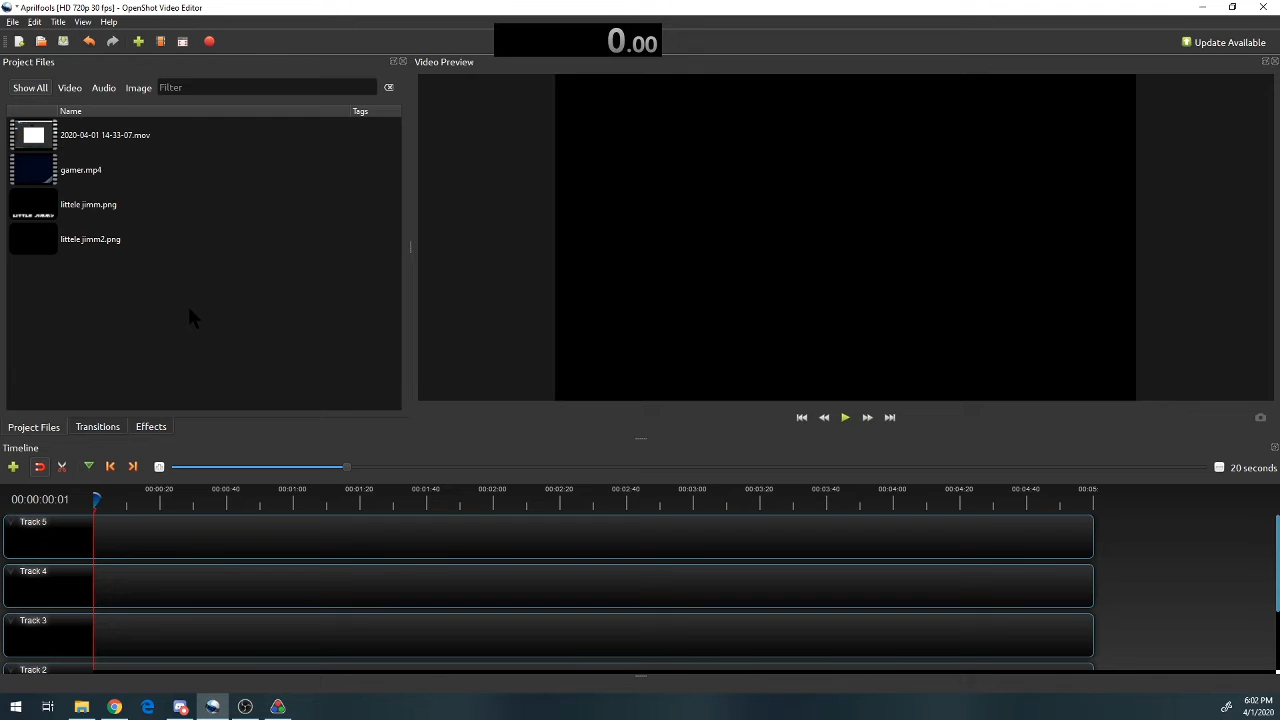 * Aprilfools [HD 720p 30 fps] - OpenShot Video Editor
File Edit Title View Help
0.00
Update Available
Project Files
Video Preview
Show All Video Audio Image Filter
Name Tags
2020-04-01 14-33-07.mov
gamer.mp4
LITTLE JIMMY
littele jimm.png
littele jimm2.png
Project Files Transitions Effects
Timeline
20 seconds
00:00:00:01
00:00:20 00:00:40 00:01:00 00:01:20 00:01:40 00:02:00 00:02:20 00:02:40 00:03:00 00:03:20 00:03:40 00:04:00 00:04:20 00:04:40 00:05:
Track 5
Track 4
Track 3
Track 2
6:02 PM
4/1/2020